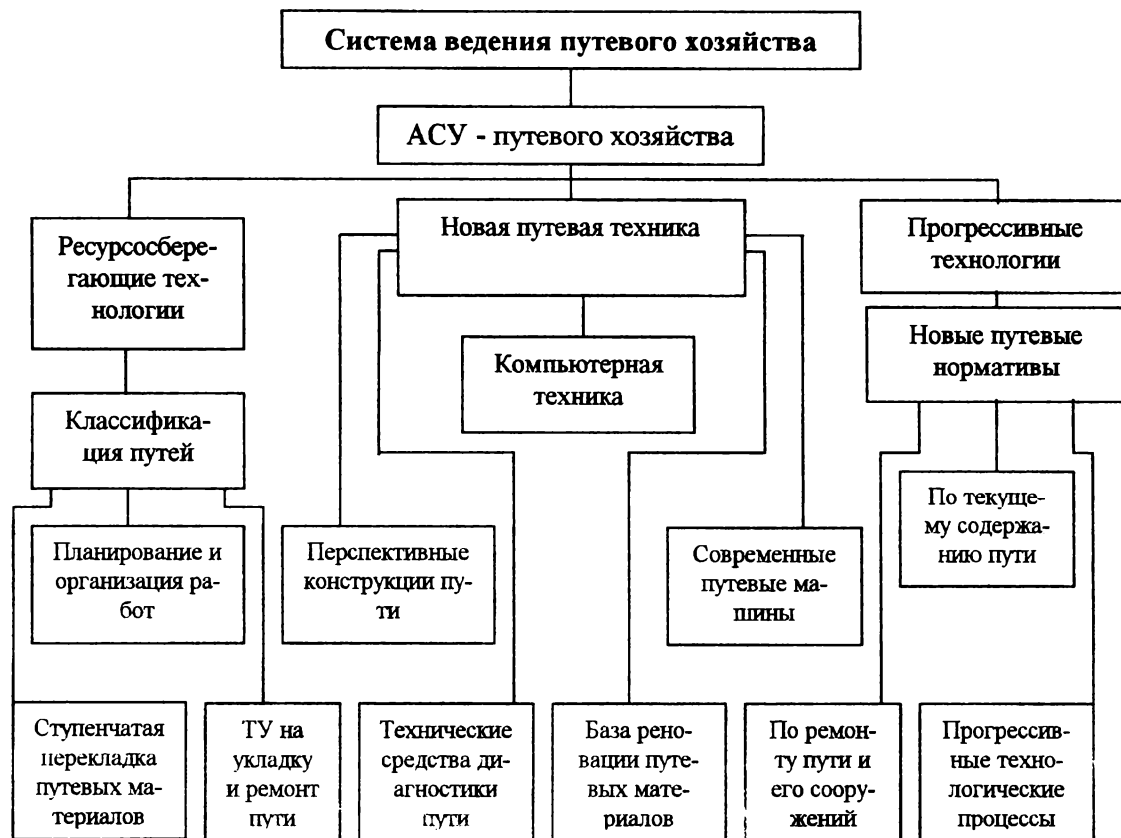 Система ведения путевого хозяйства
АСУ - путевого хозяйства
Ресурсосбере-
гающие тех-
нологии
Новая путевая техника
Прогрессивные
технологии
Новые путевые
нормативы
Компьютерная
техника
Классифика-
ция путей
Планирование и
организация ра-
бот
Перспективные
конструкции пу-
ти
Современные
путевые ма-
шины
По текуще-
му содержа-
нию пути
Ступенчатая
перекладка
путевых ма-
териалов
ТУ на
укладку
и ремонт
пути
Технические
средства ди-
агностики
пути
База рено-
вации путе-
вых мате-
риалов
По ремон-
ту пути и
его соору-
жений
Прогрессив-
ные техно-
логические
процессы